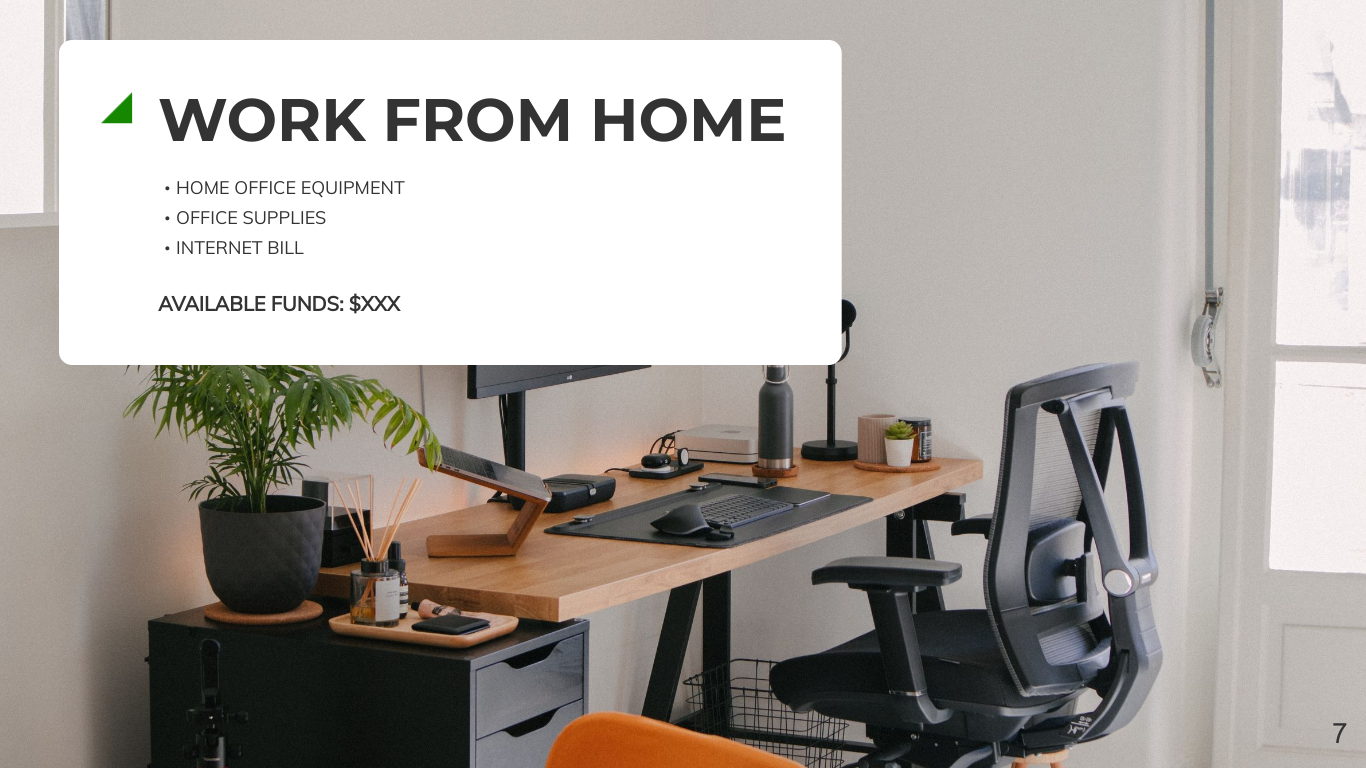 WORK FROM HOME
• HOME OFFICE EQUIPMENT
• OFFICE SUPPLIES
• INTERNET BILL
AVAILABLE FUNDS: $XXX
7